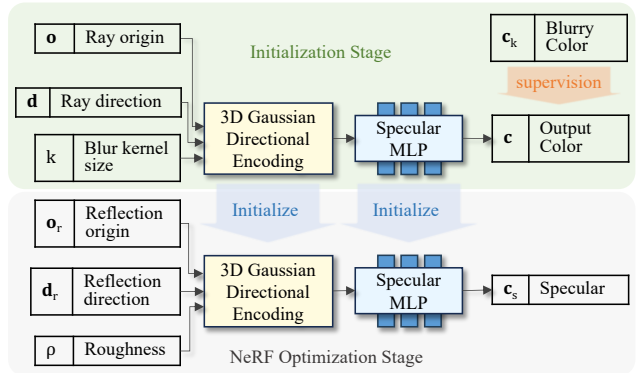 o Ray origin
Initialization Stage
c_k Blurry
Color
supervision
d Ray direction
k Blur kernel
size
3D Gaussian
Directional
Encoding
Specular
MLP
c Output
Color
Initialize
Initialize
o_r Reflection
origin
d_r Reflection
direction
ρ Roughness
3D Gaussian
Directional
Encoding
Specular
MLP
c_s Specular
NeRF Optimization Stage